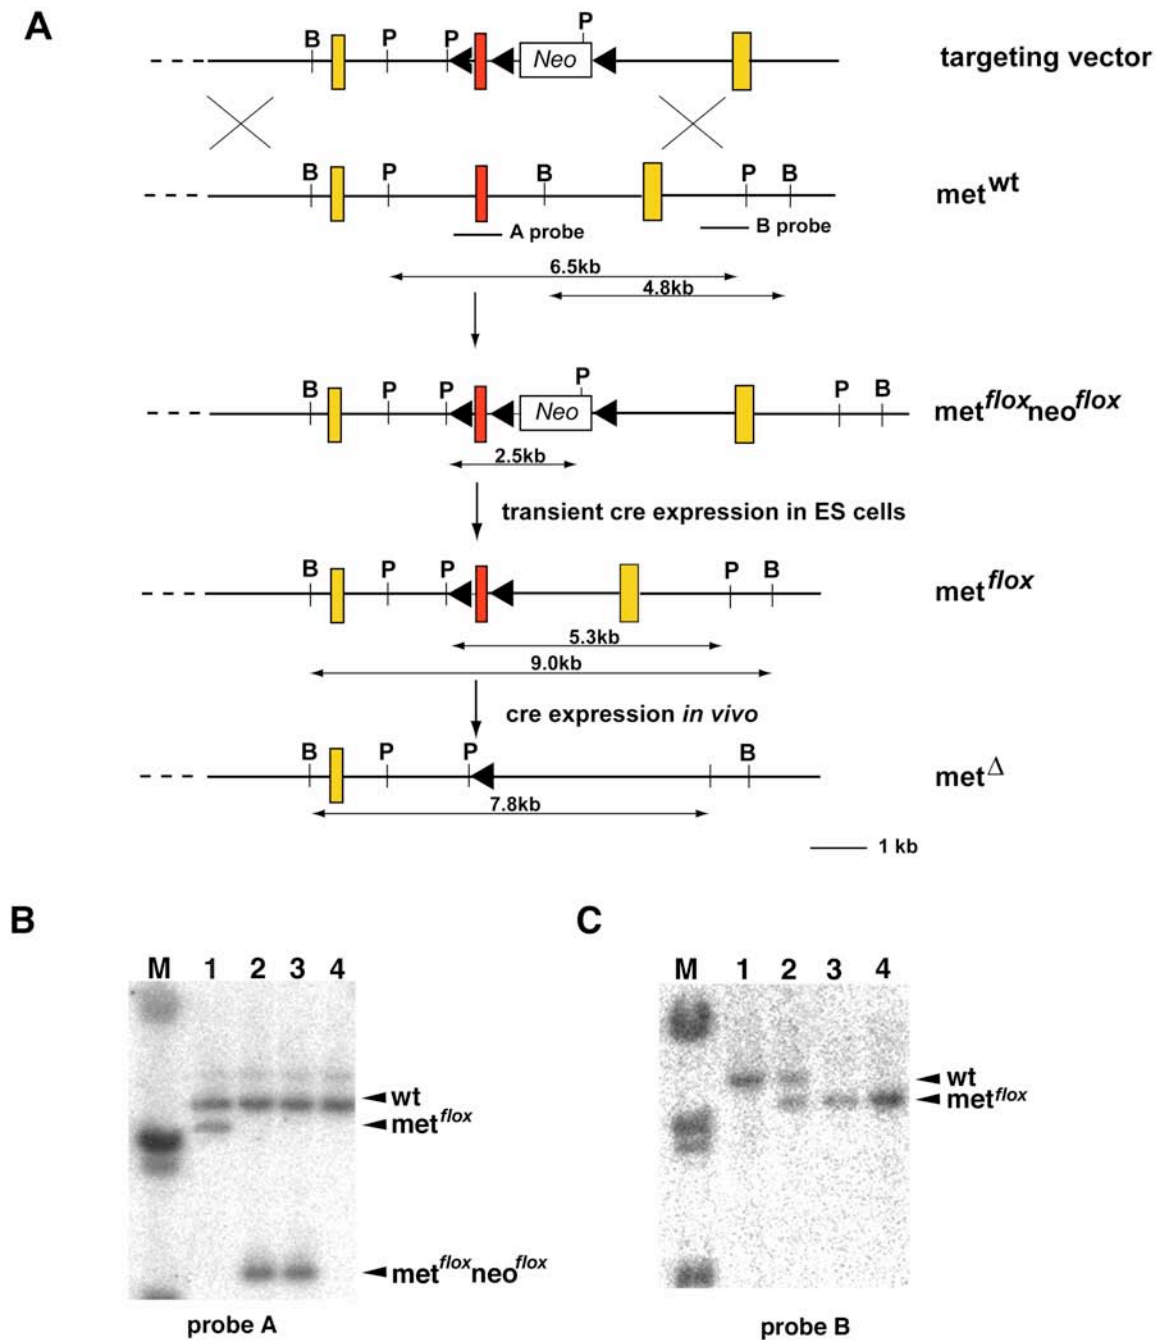 A
B P P P
Neo
targeting vector
B P B P B
met^wt
A probe B probe
6.5kb
4.8kb
B P P P P B
Neo
met^flox neo^flox
2.5kb
transient cre expression in ES cells
B P P P B
met^flox
5.3kb
9.0kb
cre expression in vivo
B P P B
met^Δ
7.8kb
1 kb
B
M 1 2 3 4
wt
met^flox
met^flox neo^flox
probe A
C
M 1 2 3 4
wt
met^flox
probe B